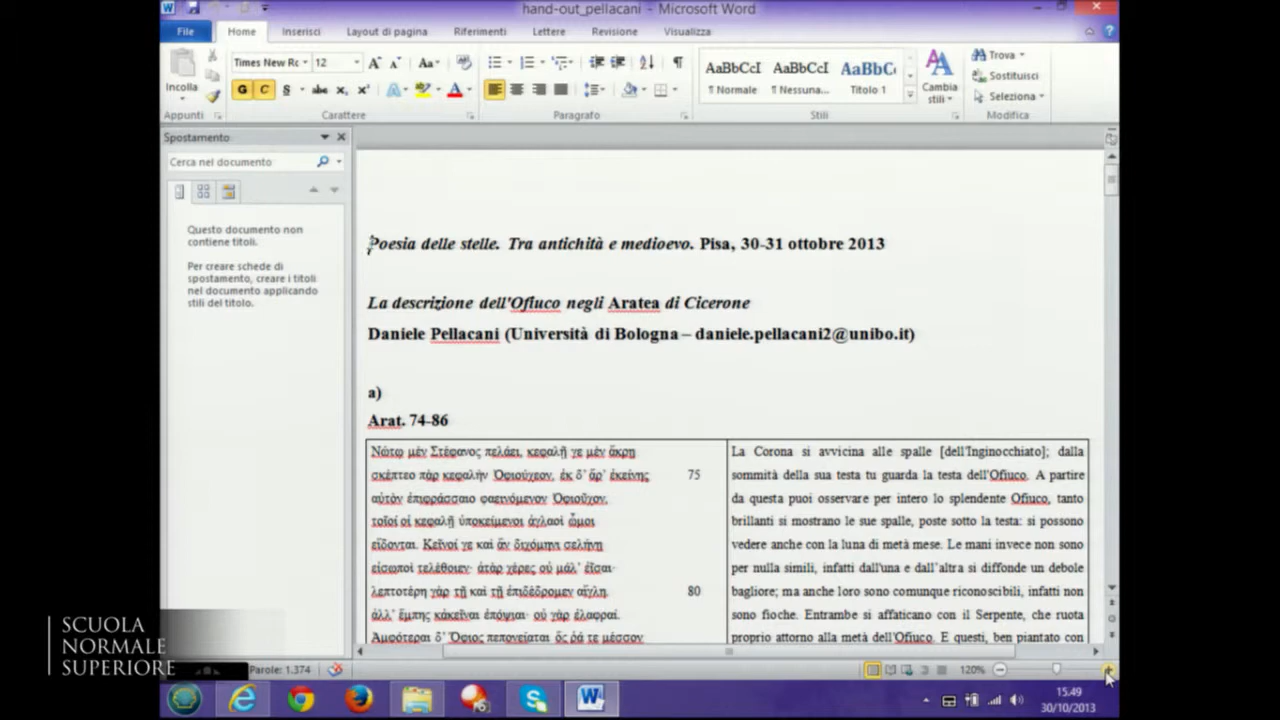 hand-out_pellacani - Microsoft Word
File Home Inserisci Layout di pagina Riferimenti Lettere Revisione Visualizza
Times New Rc 12 Aa AaBbCcI AaBbCcI AaBbC Trova
Sostituisci
Incolla G C S abc x₂ x² A ¶ Normale ¶ Nessuna... Titolo 1 Cambia stili Seleziona
Appunti Carattere Paragrafo Stili Modifica
Spostamento
Cerca nel documento
Questo documento non
contiene titoli.
Per creare schede di
spostamento, creare i titoli
nel documento applicando
stili del titolo.
Poesia delle stelle. Tra antichità e medioevo. Pisa, 30-31 ottobre 2013
La descrizione dell'Ofiuco negli Aratea di Cicerone
Daniele Pellacani (Università di Bologna – daniele.pellacani2@unibo.it)
a)
Arat. 74-86
Νώτῳ μὲν Στέφανος πελάει, κεφαλῇ γε μὲν ἄκρῃ
σκέπτεο πὰρ κεφαλὴν Ὀφιούχεον, ἐκ δ' ἄρ' ἐκείνης 75
αὐτὸν ἐπιφράσσαιο φαεινόμενον Ὀφιοῦχον,
τοῖοί οἱ κεφαλῇ ὑποκείμενοι ἀγλαοὶ ὦμοι
εἴδονται. Κεῖνοί γε καὶ ἂν διχόμηνι σελήνῃ
εἰσωποὶ τελέθοιεν· ἀτὰρ χέρες οὐ μάλ' ἐῖσαι·
λεπτοτέρη γὰρ τῇ καὶ τῇ ἐπιδέδρομεν αἴγλη. 80
ἀλλ' ἔμπης κἀκεῖναι ἐπόψιαι· οὐ γὰρ ἐλαφραί.
Ἀμφότεραι δ' Ὄφιος πεπονείαται ὅς ῥά τε μέσσον
La Corona si avvicina alle spalle [dell'Inginocchiato]; dalla
sommità della sua testa tu guarda la testa dell'Ofiuco. A partire
da questa puoi osservare per intero lo splendente Ofiuco, tanto
brillanti si mostrano le sue spalle, poste sotto la testa: si possono
vedere anche con la luna di metà mese. Le mani invece non sono
per nulla simili, infatti dall'una e dall'altra si diffonde un debole
bagliore; ma anche loro sono comunque riconoscibili, infatti non
sono fioche. Entrambe si affaticano con il Serpente, che ruota
proprio attorno alla metà dell'Ofiuco. E questi, ben piantato con
SCUOLA
NORMALE
SUPERIORE
Parole: 1.374 120%
15.49
30/10/2013